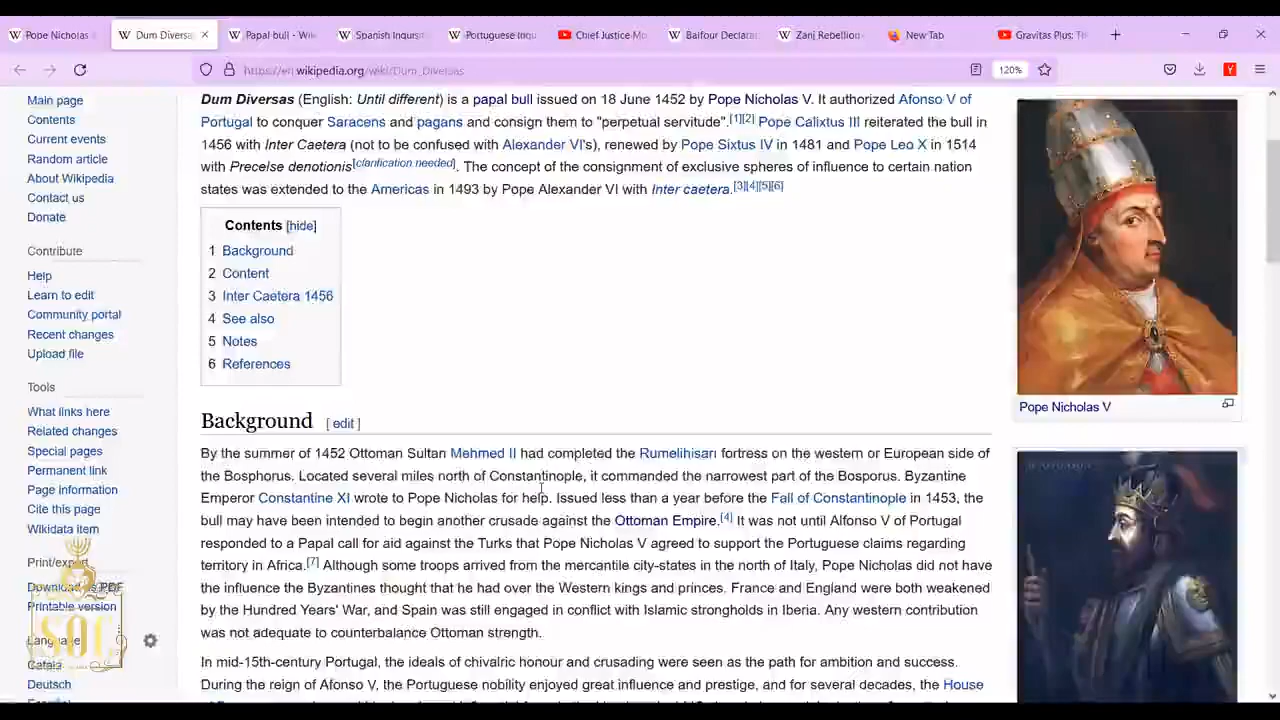 Pope Nicholas
Dum Diversa
Papal bull - Wik
Spanish Inquis
Portuguese Inqu
Chief Justice Mo
Balfour Declara
Zanj Rebellion
New Tab
Gravitas Plus: Th
https://en.wikipedia.org/wiki/Dum_Diversas
120%
Main page
Contents
Current events
Random article
About Wikipedia
Contact us
Donate
Contribute
Help
Learn to edit
Community portal
Recent changes
Upload file
Tools
What links here
Related changes
Special pages
Permanent link
Page information
Cite this page
Wikidata item
Print/export
Download as PDF
Printable version
Català
Deutsch
SOL
Dum Diversas (English: Until different) is a papal bull issued on 18 June 1452 by Pope Nicholas V. It authorized Afonso V of
Portugal to conquer Saracens and pagans and consign them to "perpetual servitude".[1][2] Pope Calixtus III reiterated the bull in
1456 with Inter Caetera (not to be confused with Alexander VI's), renewed by Pope Sixtus IV in 1481 and Pope Leo X in 1514
with Precelse denotionis[clarification needed]. The concept of the consignment of exclusive spheres of influence to certain nation
states was extended to the Americas in 1493 by Pope Alexander VI with Inter caetera.[3][4][5][6]
Contents [hide]
1 Background
2 Content
3 Inter Caetera 1456
4 See also
5 Notes
6 References
Background [ edit ]
By the summer of 1452 Ottoman Sultan Mehmed II had completed the Rumelihisarı fortress on the western or European side of
the Bosphorus. Located several miles north of Constantinople, it commanded the narrowest part of the Bosporus. Byzantine
Emperor Constantine XI wrote to Pope Nicholas for help. Issued less than a year before the Fall of Constantinople in 1453, the
bull may have been intended to begin another crusade against the Ottoman Empire.[4] It was not until Alfonso V of Portugal
responded to a Papal call for aid against the Turks that Pope Nicholas V agreed to support the Portuguese claims regarding
territory in Africa.[7] Although some troops arrived from the mercantile city-states in the north of Italy, Pope Nicholas did not have
the influence the Byzantines thought that he had over the Western kings and princes. France and England were both weakened
by the Hundred Years' War, and Spain was still engaged in conflict with Islamic strongholds in Iberia. Any western contribution
was not adequate to counterbalance Ottoman strength.
In mid-15th-century Portugal, the ideals of chivalric honour and crusading were seen as the path for ambition and success.
During the reign of Afonso V, the Portuguese nobility enjoyed great influence and prestige, and for several decades, the House
Pope Nicholas V